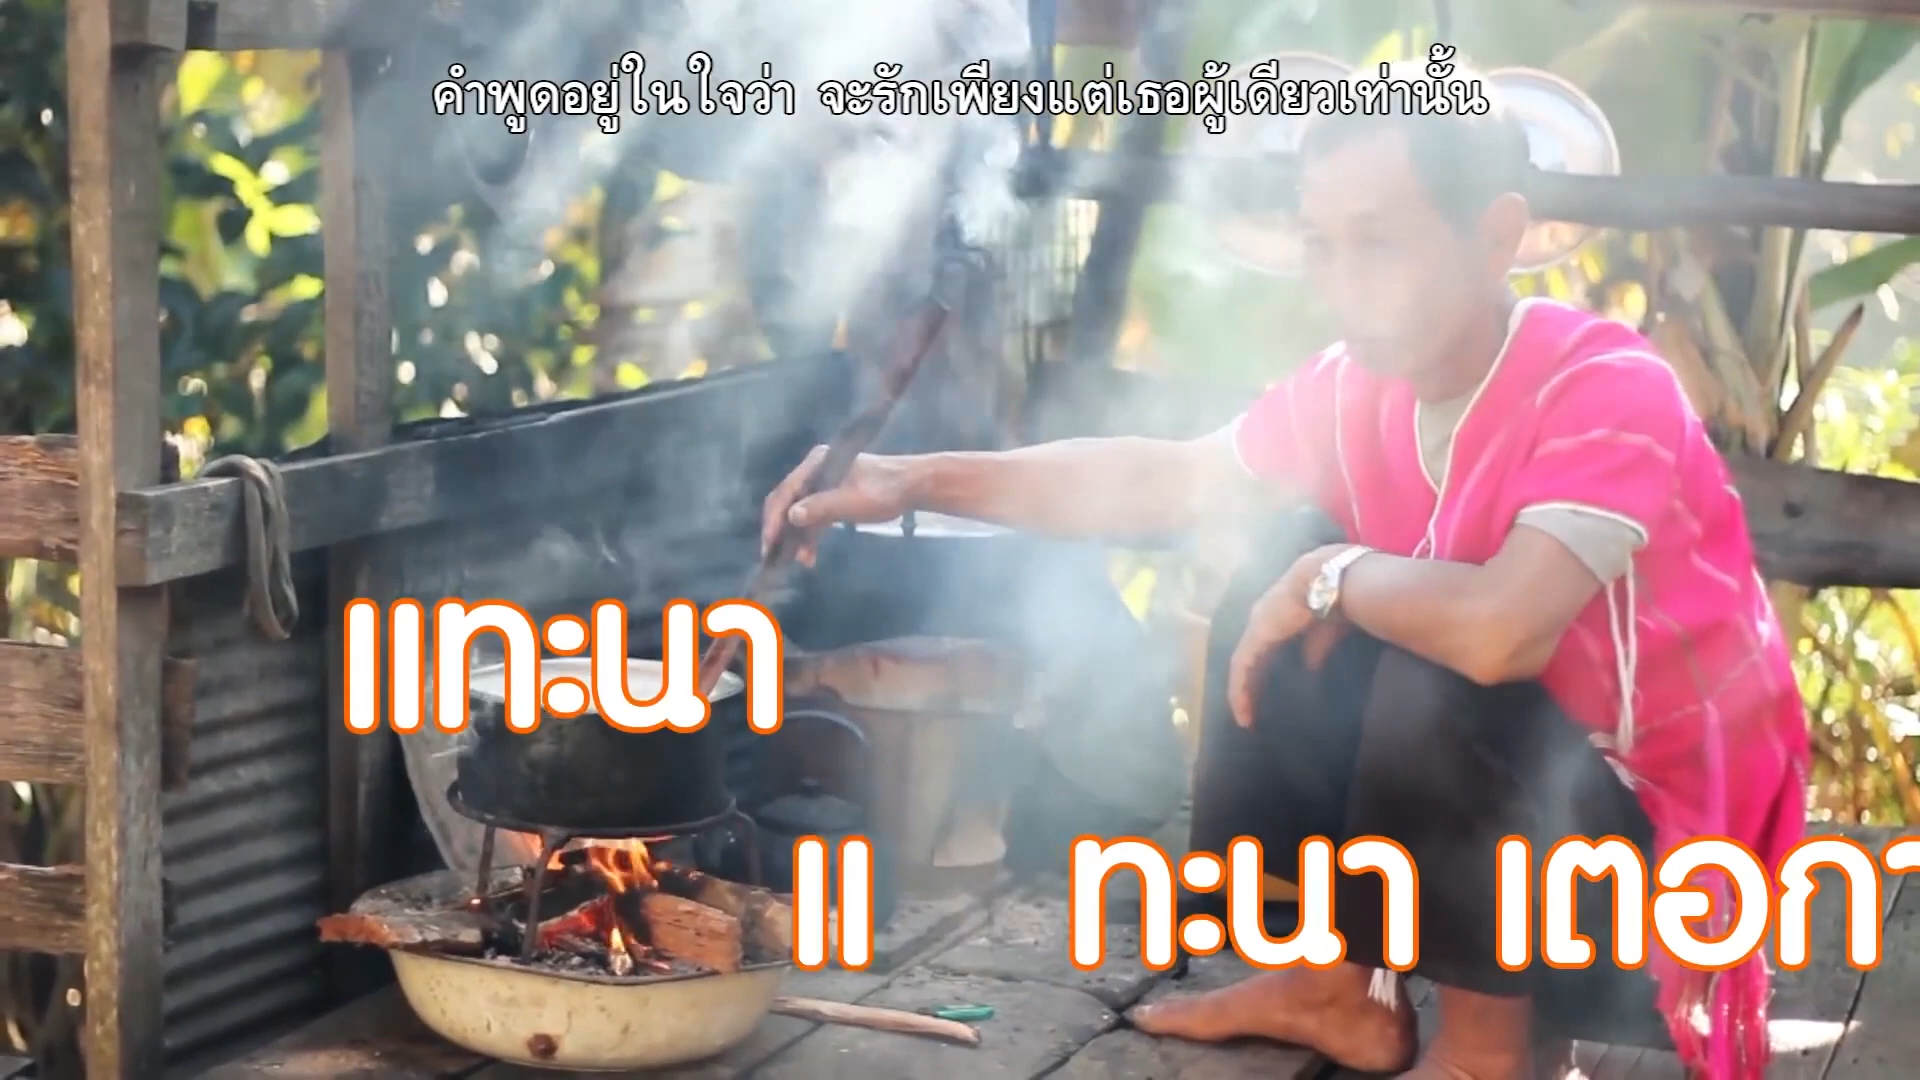 คำพูดอยู่ในใจว่า จะรักเพียงแต่เธอผู้เดียวเท่านั้น
แทะนา
แ ทะนา เตอกา